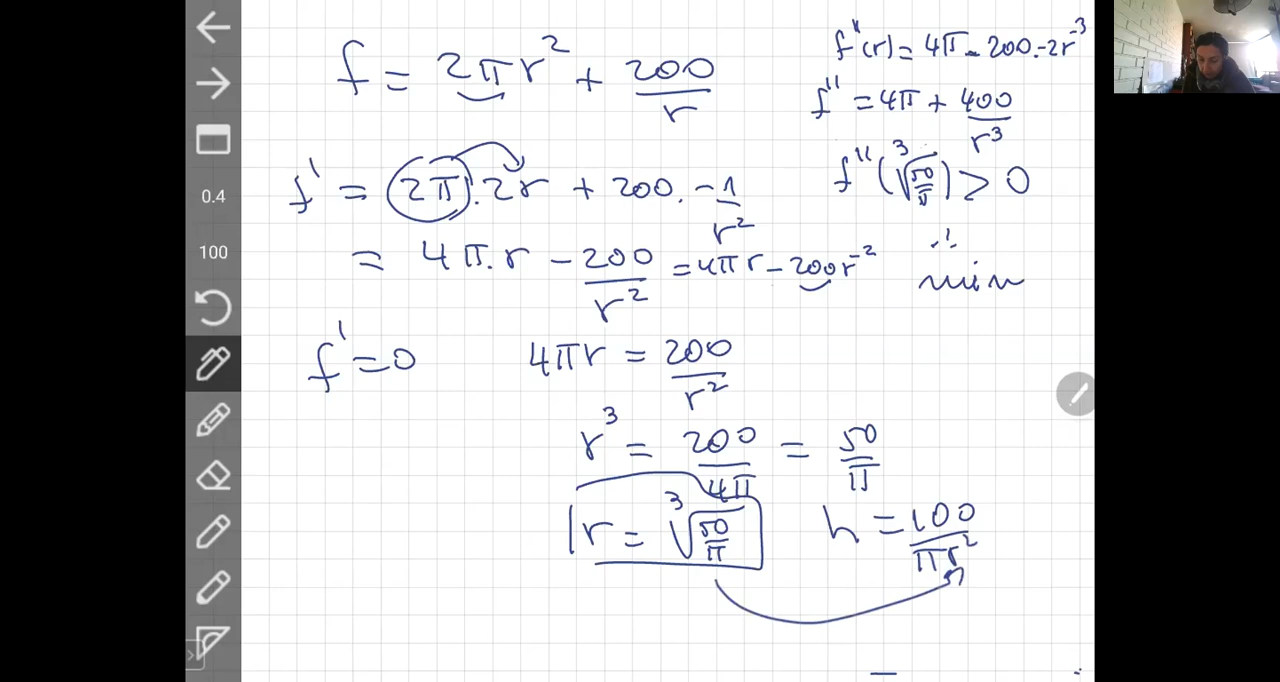 f = 2πr² + 200/r
f' = 2π.2r + 200. -1/r²
= 4π.r - 200/r² = 4πr - 200r⁻²
f' = 0
4πr = 200/r²
r³ = 200/4π = 50/π
r = ∛(50/π)
h = 100/πr²
f''(r) = 4π - 200.-2r⁻³
f'' = 4π + 400/r³
f''(∛(50/π)) > 0
∴
min
0.4
100